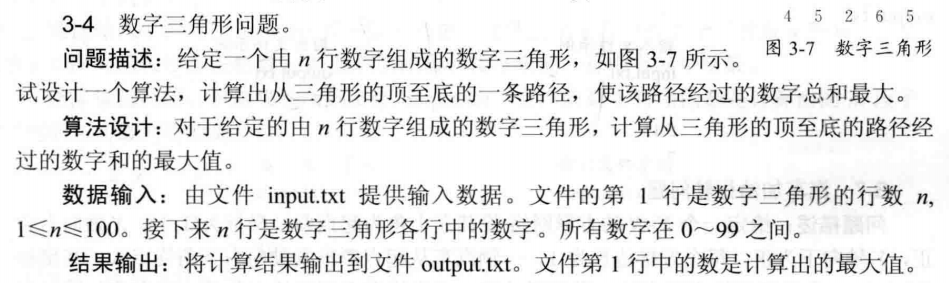 4 5 2 6 5
3-4 数字三角形问题。
问题描述：给定一个由 n 行数字组成的数字三角形，如图 3-7 所示。
图 3-7 数字三角形
试设计一个算法，计算出从三角形的顶至底的一条路径，使该路径经过的数字总和最大。
算法设计：对于给定的由 n 行数字组成的数字三角形，计算从三角形的顶至底的路径经
过的数字和的最大值。
数据输入：由文件 input.txt 提供输入数据。文件的第 1 行是数字三角形的行数 n,
1≤n≤100。接下来 n 行是数字三角形各行中的数字。所有数字在 0～99 之间。
结果输出：将计算结果输出到文件 output.txt。文件第 1 行中的数是计算出的最大值。